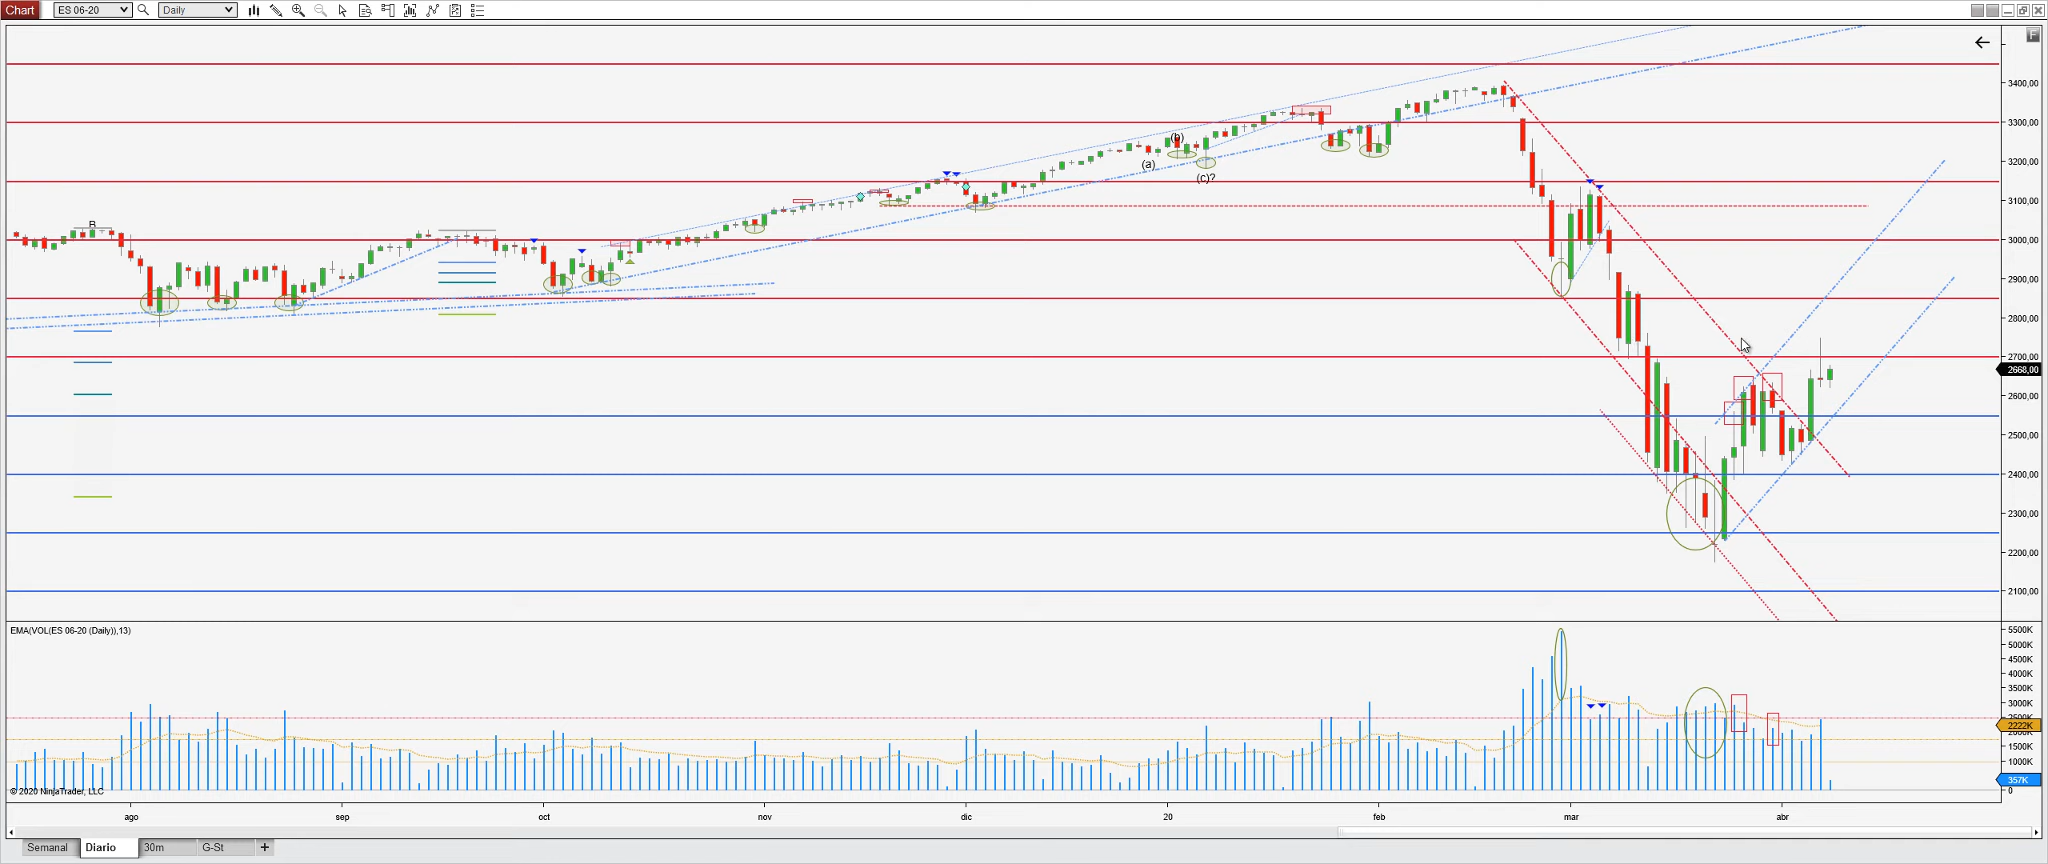 Chart ES 06-20 Daily
F
3400,00
3300,00
3200,00
3100,00
3000,00
2900,00
2800,00
2700,00
2668,00
2600,00
2500,00
2400,00
2300,00
2200,00
2100,00
B
(a)
(b)
(c)?
EMA(VOL(ES 06-20 (Daily)),13)
5500K
5000K
4500K
4000K
3500K
3000K
2222K
1500K
1000K
357K
0
© 2020 NinjaTrader, LLC
ago sep oct nov dic 20 feb mar abr
Semanal Diario 30m G-St +